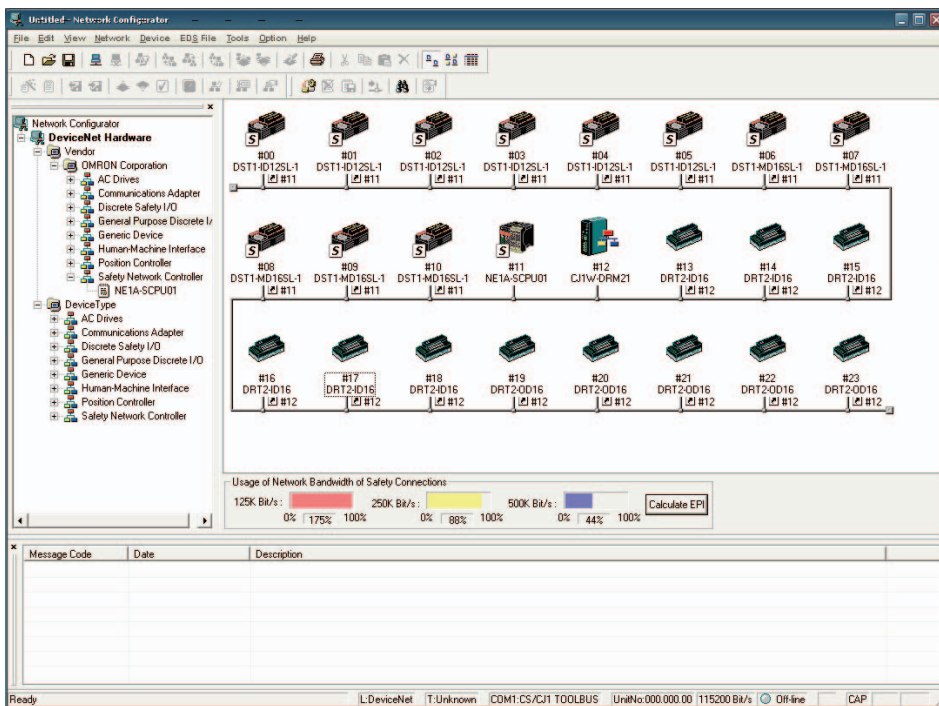 Untitled - Network Configurator
File Edit View Network Device EDS File Tools Option Help
Network Configurator
DeviceNet Hardware
Vendor
OMRON Corporation
AC Drives
Communications Adapter
Discrete Safety I/O
General Purpose Discrete I/
Generic Device
Human-Machine Interface
Position Controller
Safety Network Controller
NE1A-SCPU01
DeviceType
AC Drives
Communications Adapter
Discrete Safety I/O
General Purpose Discrete I/O
Generic Device
Human-Machine Interface
Position Controller
Safety Network Controller
S S S S S S S S
#00 #01 #02 #03 #04 #05 #06 #07
DST1-ID12SL-1 DST1-ID12SL-1 DST1-ID12SL-1 DST1-ID12SL-1 DST1-ID12SL-1 DST1-ID12SL-1 DST1-MD16SL-1 DST1-MD16SL-1
#11 #11 #11 #11 #11 #11 #11 #11
S S S S
#08 #09 #10 #11 #12 #13 #14 #15
DST1-MD16SL-1 DST1-MD16SL-1 DST1-MD16SL-1 NE1A-SCPU01 CJ1W-DRM21 DRT2-ID16 DRT2-ID16 DRT2-ID16
#11 #11 #11 #12 #12 #12
#16 #17 #18 #19 #20 #21 #22 #23
DRT2-ID16 DRT2-ID16 DRT2-ID16 DRT2-OD16 DRT2-OD16 DRT2-OD16 DRT2-OD16 DRT2-OD16
#12 #12 #12 #12 #12 #12 #12 #12
Usage of Network Bandwidth of Safety Connections
125K Bit/s : 250K Bit/s : 500K Bit/s : Calculate EPI
0% 175% 100% 0% 88% 100% 0% 44% 100%
Message Code Date Description
Ready L:DeviceNet T:Unknown COM1:CS/CJ1 TOOLBUS UnitNo:000.000.00 115200 Bit/s Off-line CAP